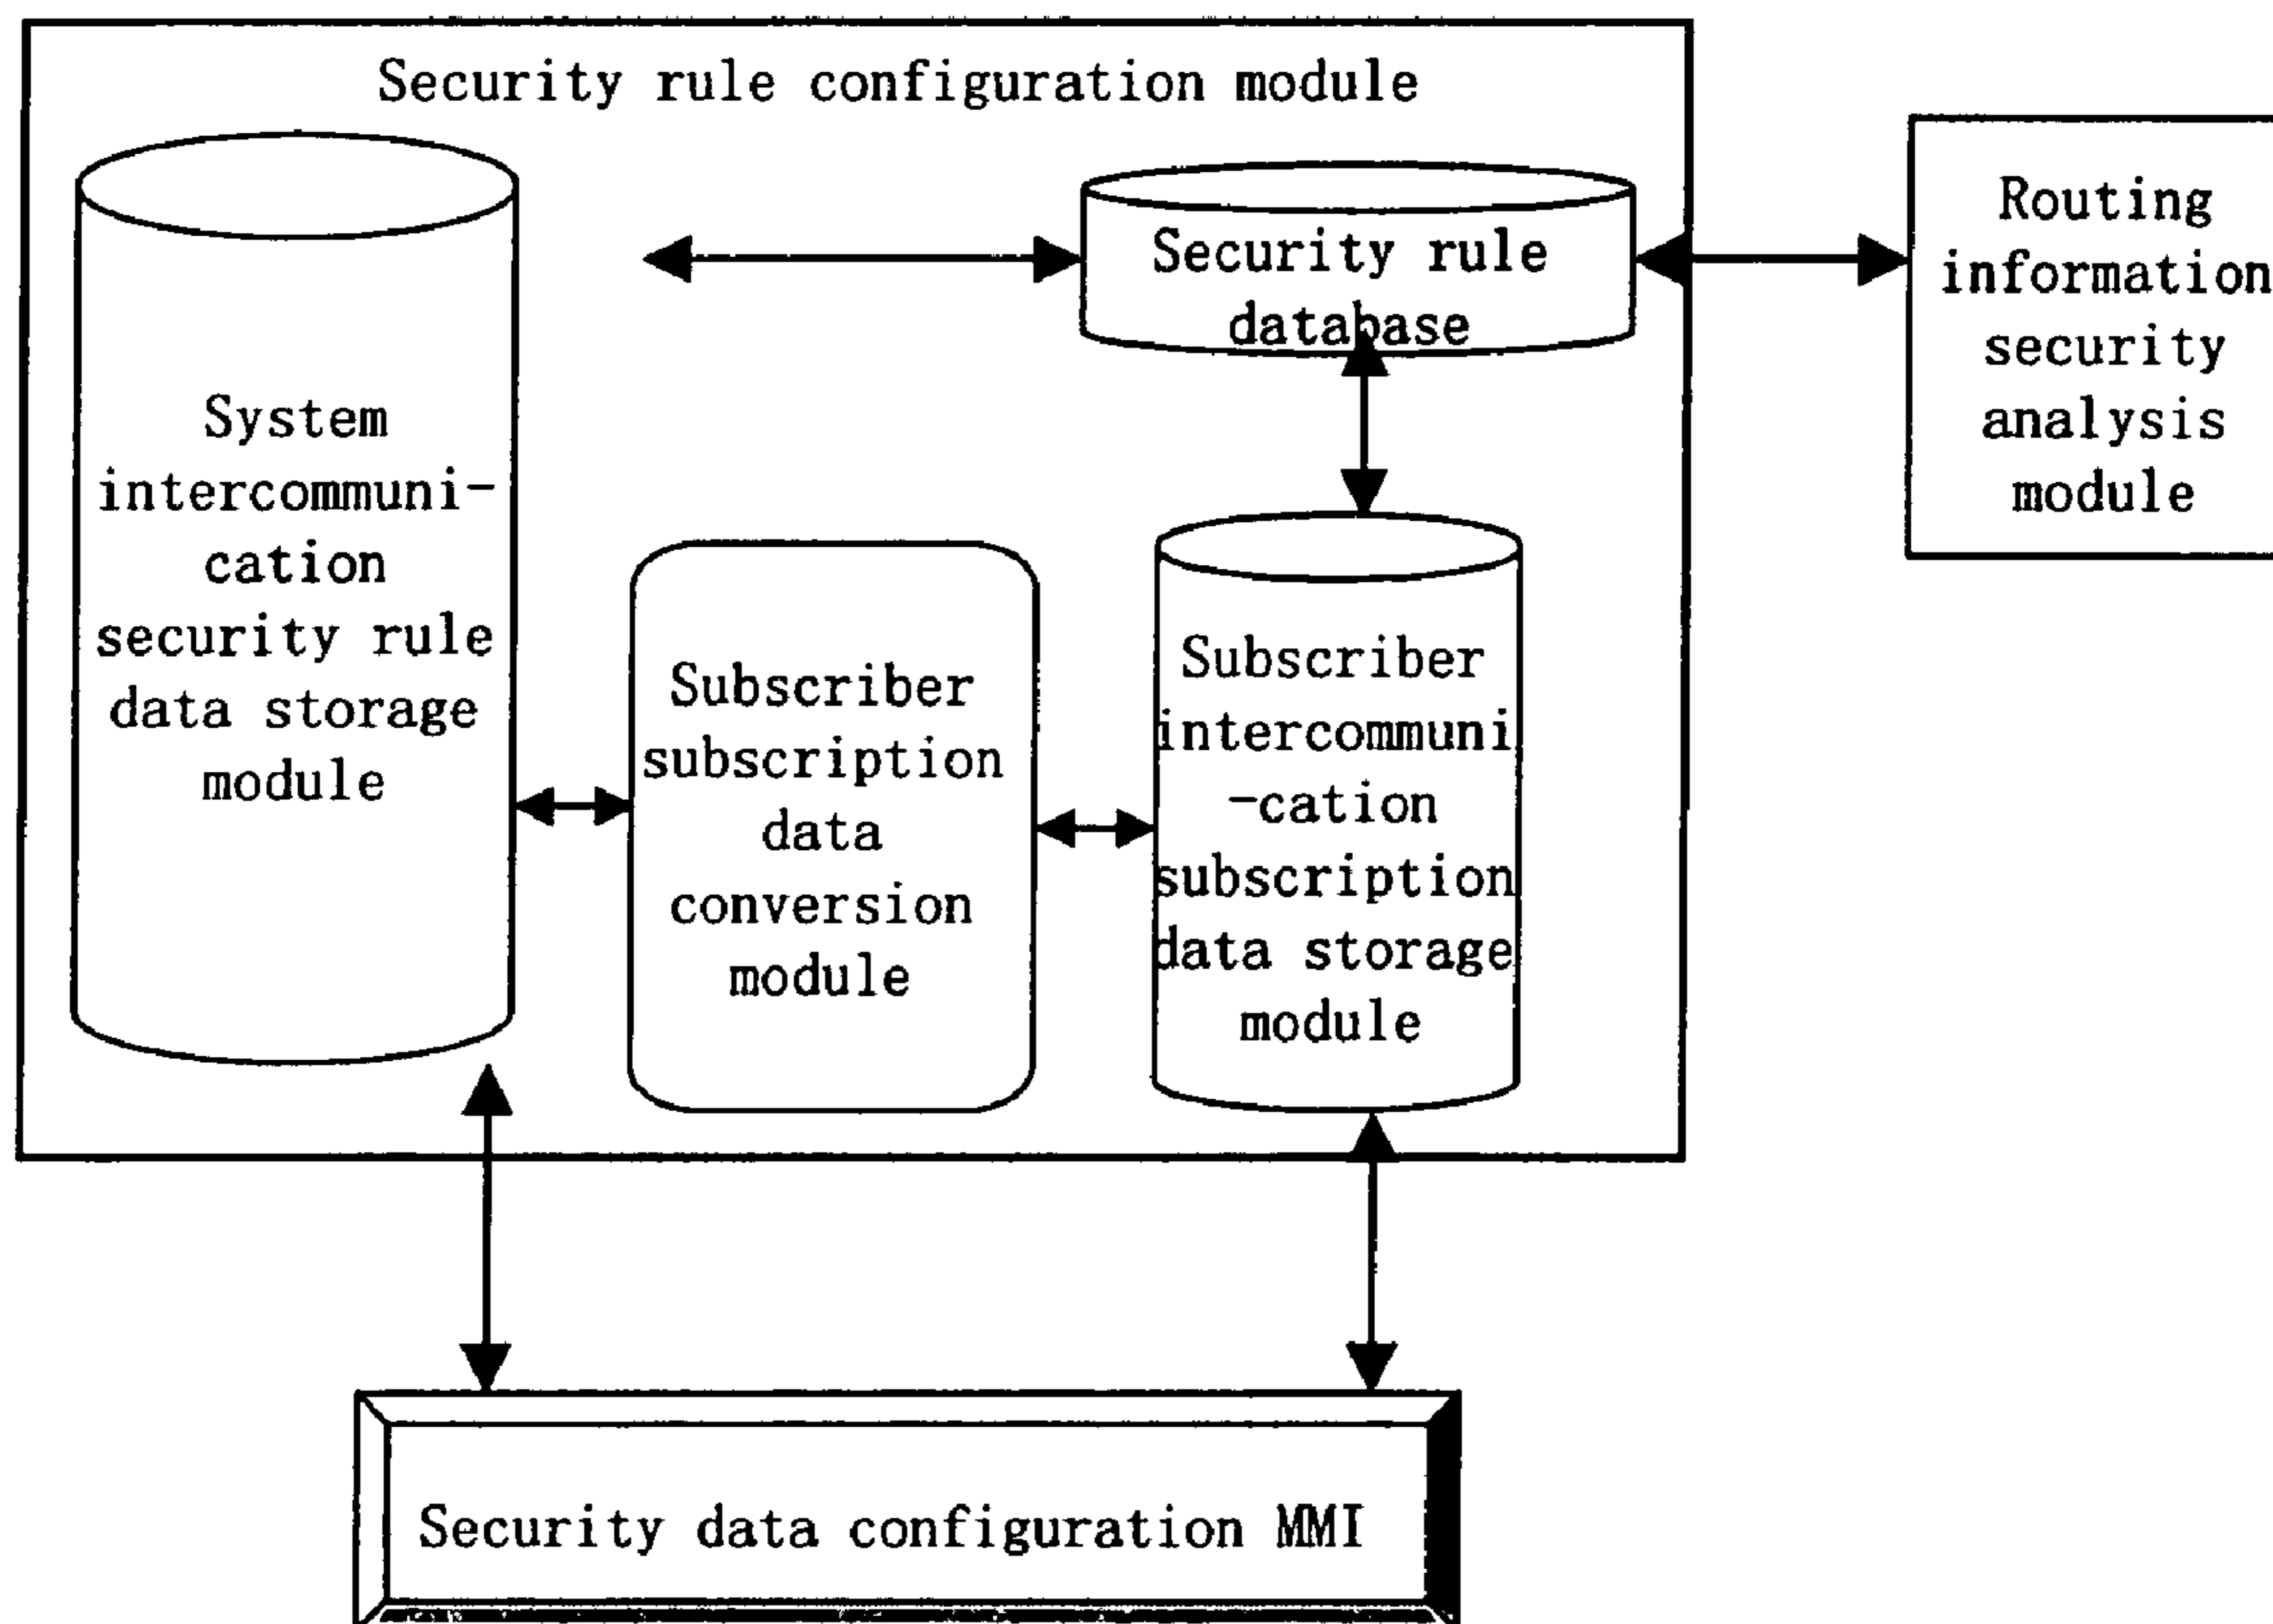 Security rule configuration module
System
intercommuni-
cation
security rule
data storage
module
Subscriber
subscription
data
conversion
module
Security rule
database
Subscriber
intercommuni
-cation
subscription
data storage
module
Routing
information
security
analysis
module
Security data configuration MMI